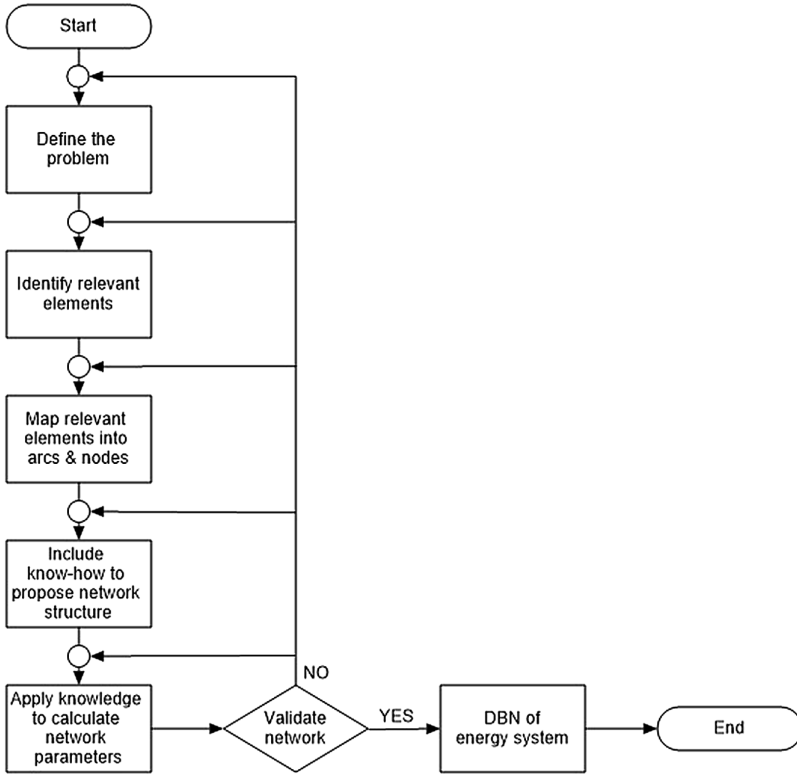 Start
Define the
problem
Identify relevant
elements
Map relevant
elements into
arcs & nodes
Include
know-how to
propose network
structure
Apply knowledge
to calculate
network
parameters
NO
Validate
network
YES
DBN of
energy system
End